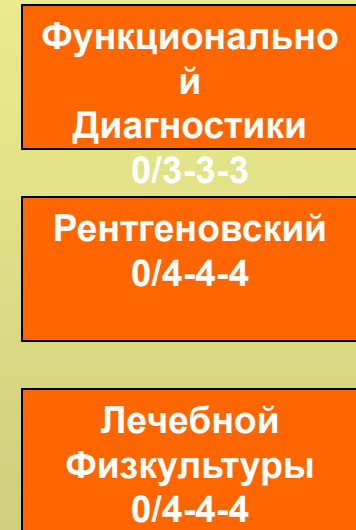 Функционально
й
Диагностики
0/3-3-3
Рентгеновский
0/4-4-4
Лечебной
Физкультуры
0/4-4-4